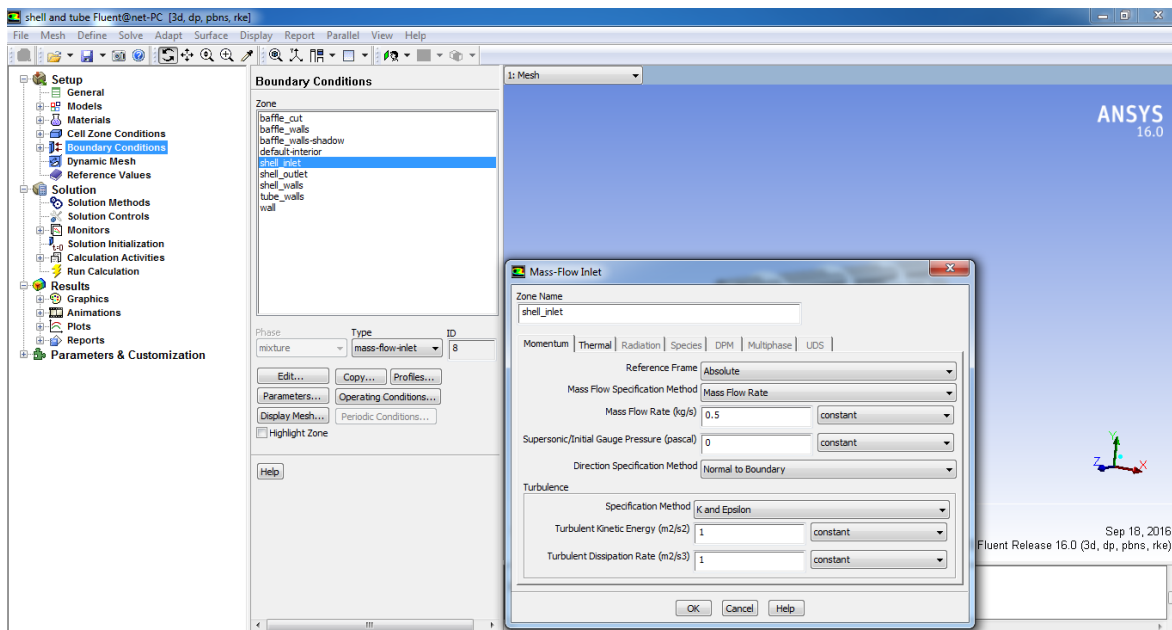 shell and tube Fluent@net-PC [3d, dp, pbns, rke]
File Mesh Define Solve Adapt Surface Display Report Parallel View Help
Setup
General
Models
Materials
Cell Zone Conditions
Boundary Conditions
Dynamic Mesh
Reference Values
Solution
Solution Methods
Solution Controls
Monitors
Solution Initialization
Calculation Activities
Run Calculation
Results
Graphics
Animations
Plots
Reports
Parameters & Customization
Boundary Conditions
Zone
baffle_cut
baffle_walls
baffle_walls-shadow
default-interior
shell_inlet
shell_outlet
shell_walls
tube_walls
wall
Phase Type ID
mixture mass-flow-inlet 8
Edit... Copy... Profiles...
Parameters... Operating Conditions...
Display Mesh... Periodic Conditions...
Highlight Zone
Help
1: Mesh
ANSYS
16.0
Mass-Flow Inlet
Zone Name
shell_inlet
Momentum Thermal Radiation Species DPM Multiphase UDS
Reference Frame Absolute
Mass Flow Specification Method Mass Flow Rate
Mass Flow Rate (kg/s) 0.5 constant
Supersonic/Initial Gauge Pressure (pascal) 0 constant
Direction Specification Method Normal to Boundary
Turbulence
Specification Method K and Epsilon
Turbulent Kinetic Energy (m2/s2) 1 constant
Turbulent Dissipation Rate (m2/s3) 1 constant
OK Cancel Help
Y
Z X
Sep 18, 2016
Fluent Release 16.0 (3d, dp, pbns, rke)